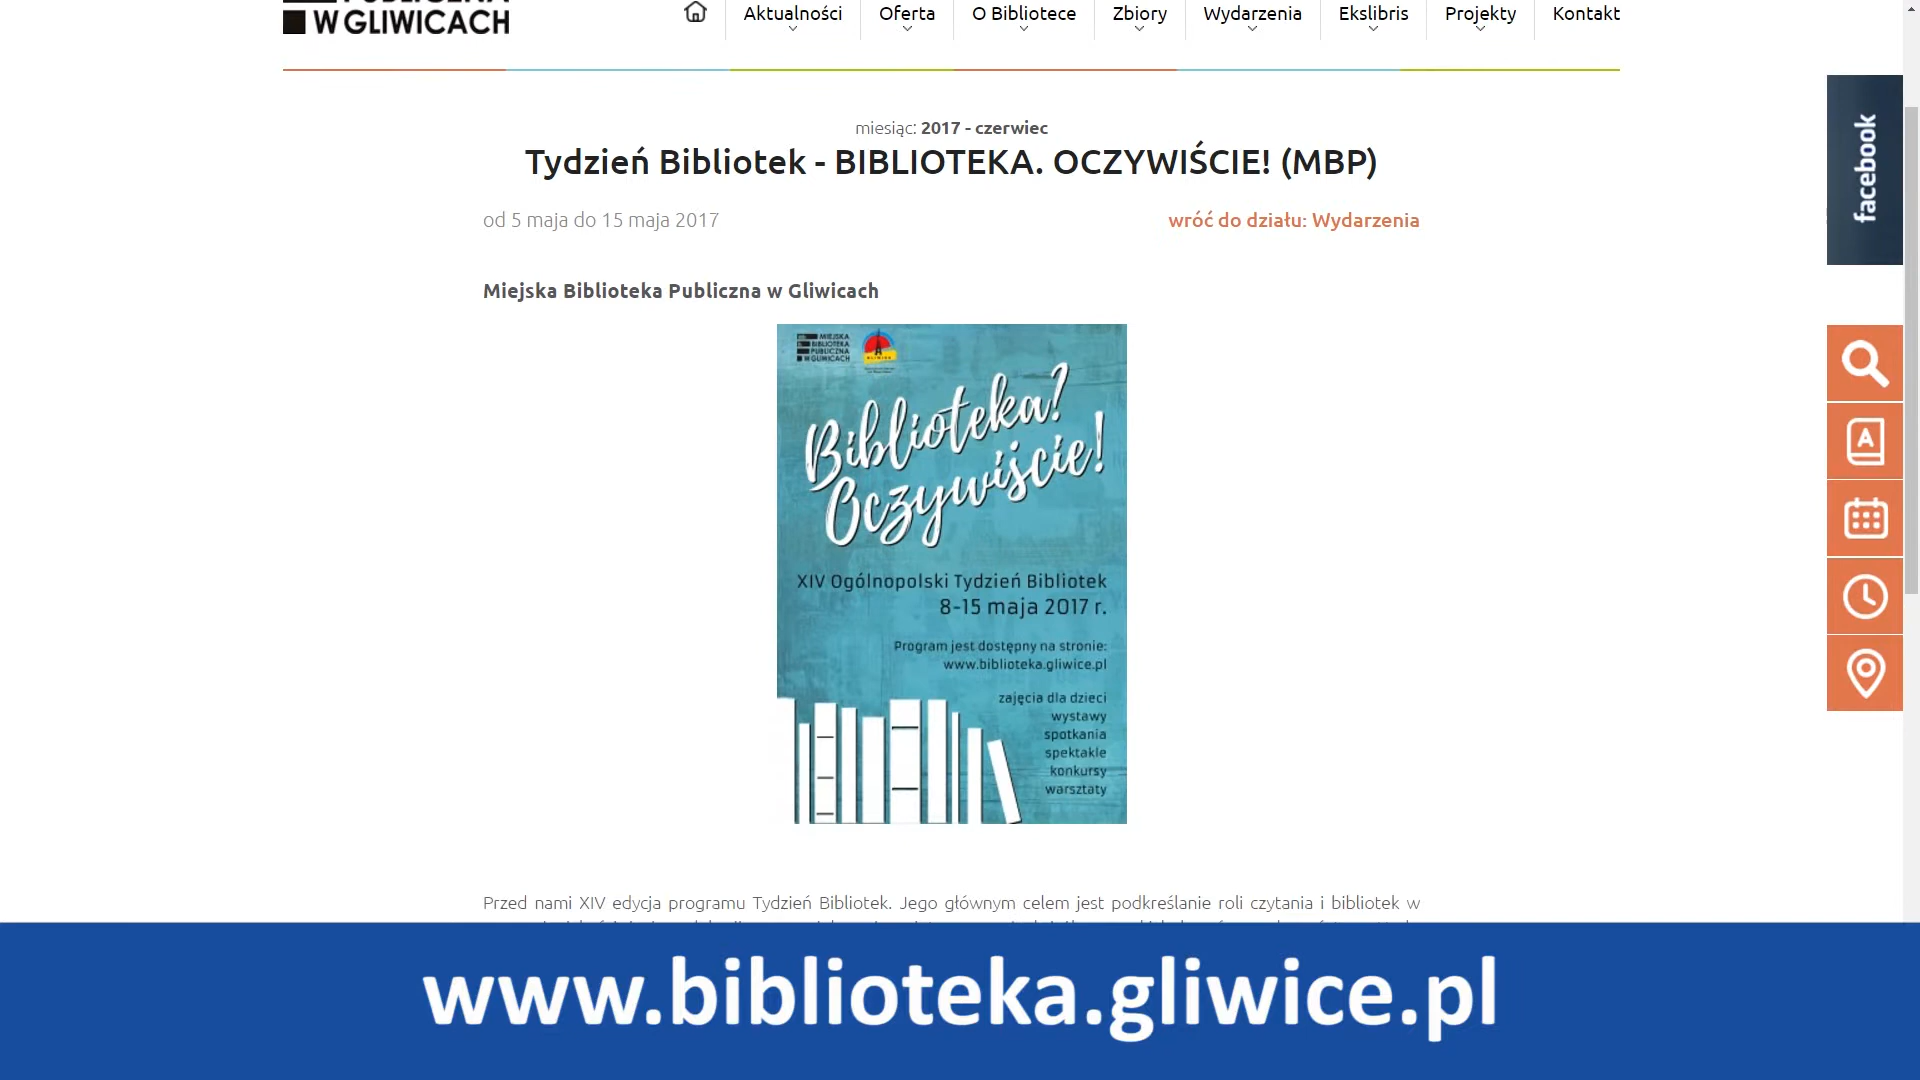 W GLIWICACH
Aktualności
Oferta
O Bibliotece
Zbiory
Wydarzenia
Ekslibris
Projekty
Kontakt
miesiąc: 2017 - czerwiec
Tydzień Bibliotek - BIBLIOTEKA. OCZYWIŚCIE! (MBP)
od 5 maja do 15 maja 2017
wróć do działu: Wydarzenia
facebook
Miejska Biblioteka Publiczna w Gliwicach
MIEJSKA
BIBLIOTEKA
PUBLICZNA
W GLIWICACH
Biblioteka?
Oczywiście!
XIV Ogólnopolski Tydzień Bibliotek
8-15 maja 2017 r.
Program jest dostępny na stronie:
www.biblioteka.gliwice.pl
zajęcia dla dzieci
wystawy
spotkania
spektakle
konkursy
warsztaty
Przed nami XIV edycja programu Tydzień Bibliotek. Jego głównym celem jest podkreślanie roli czytania i bibliotek w
www.biblioteka.gliwice.pl